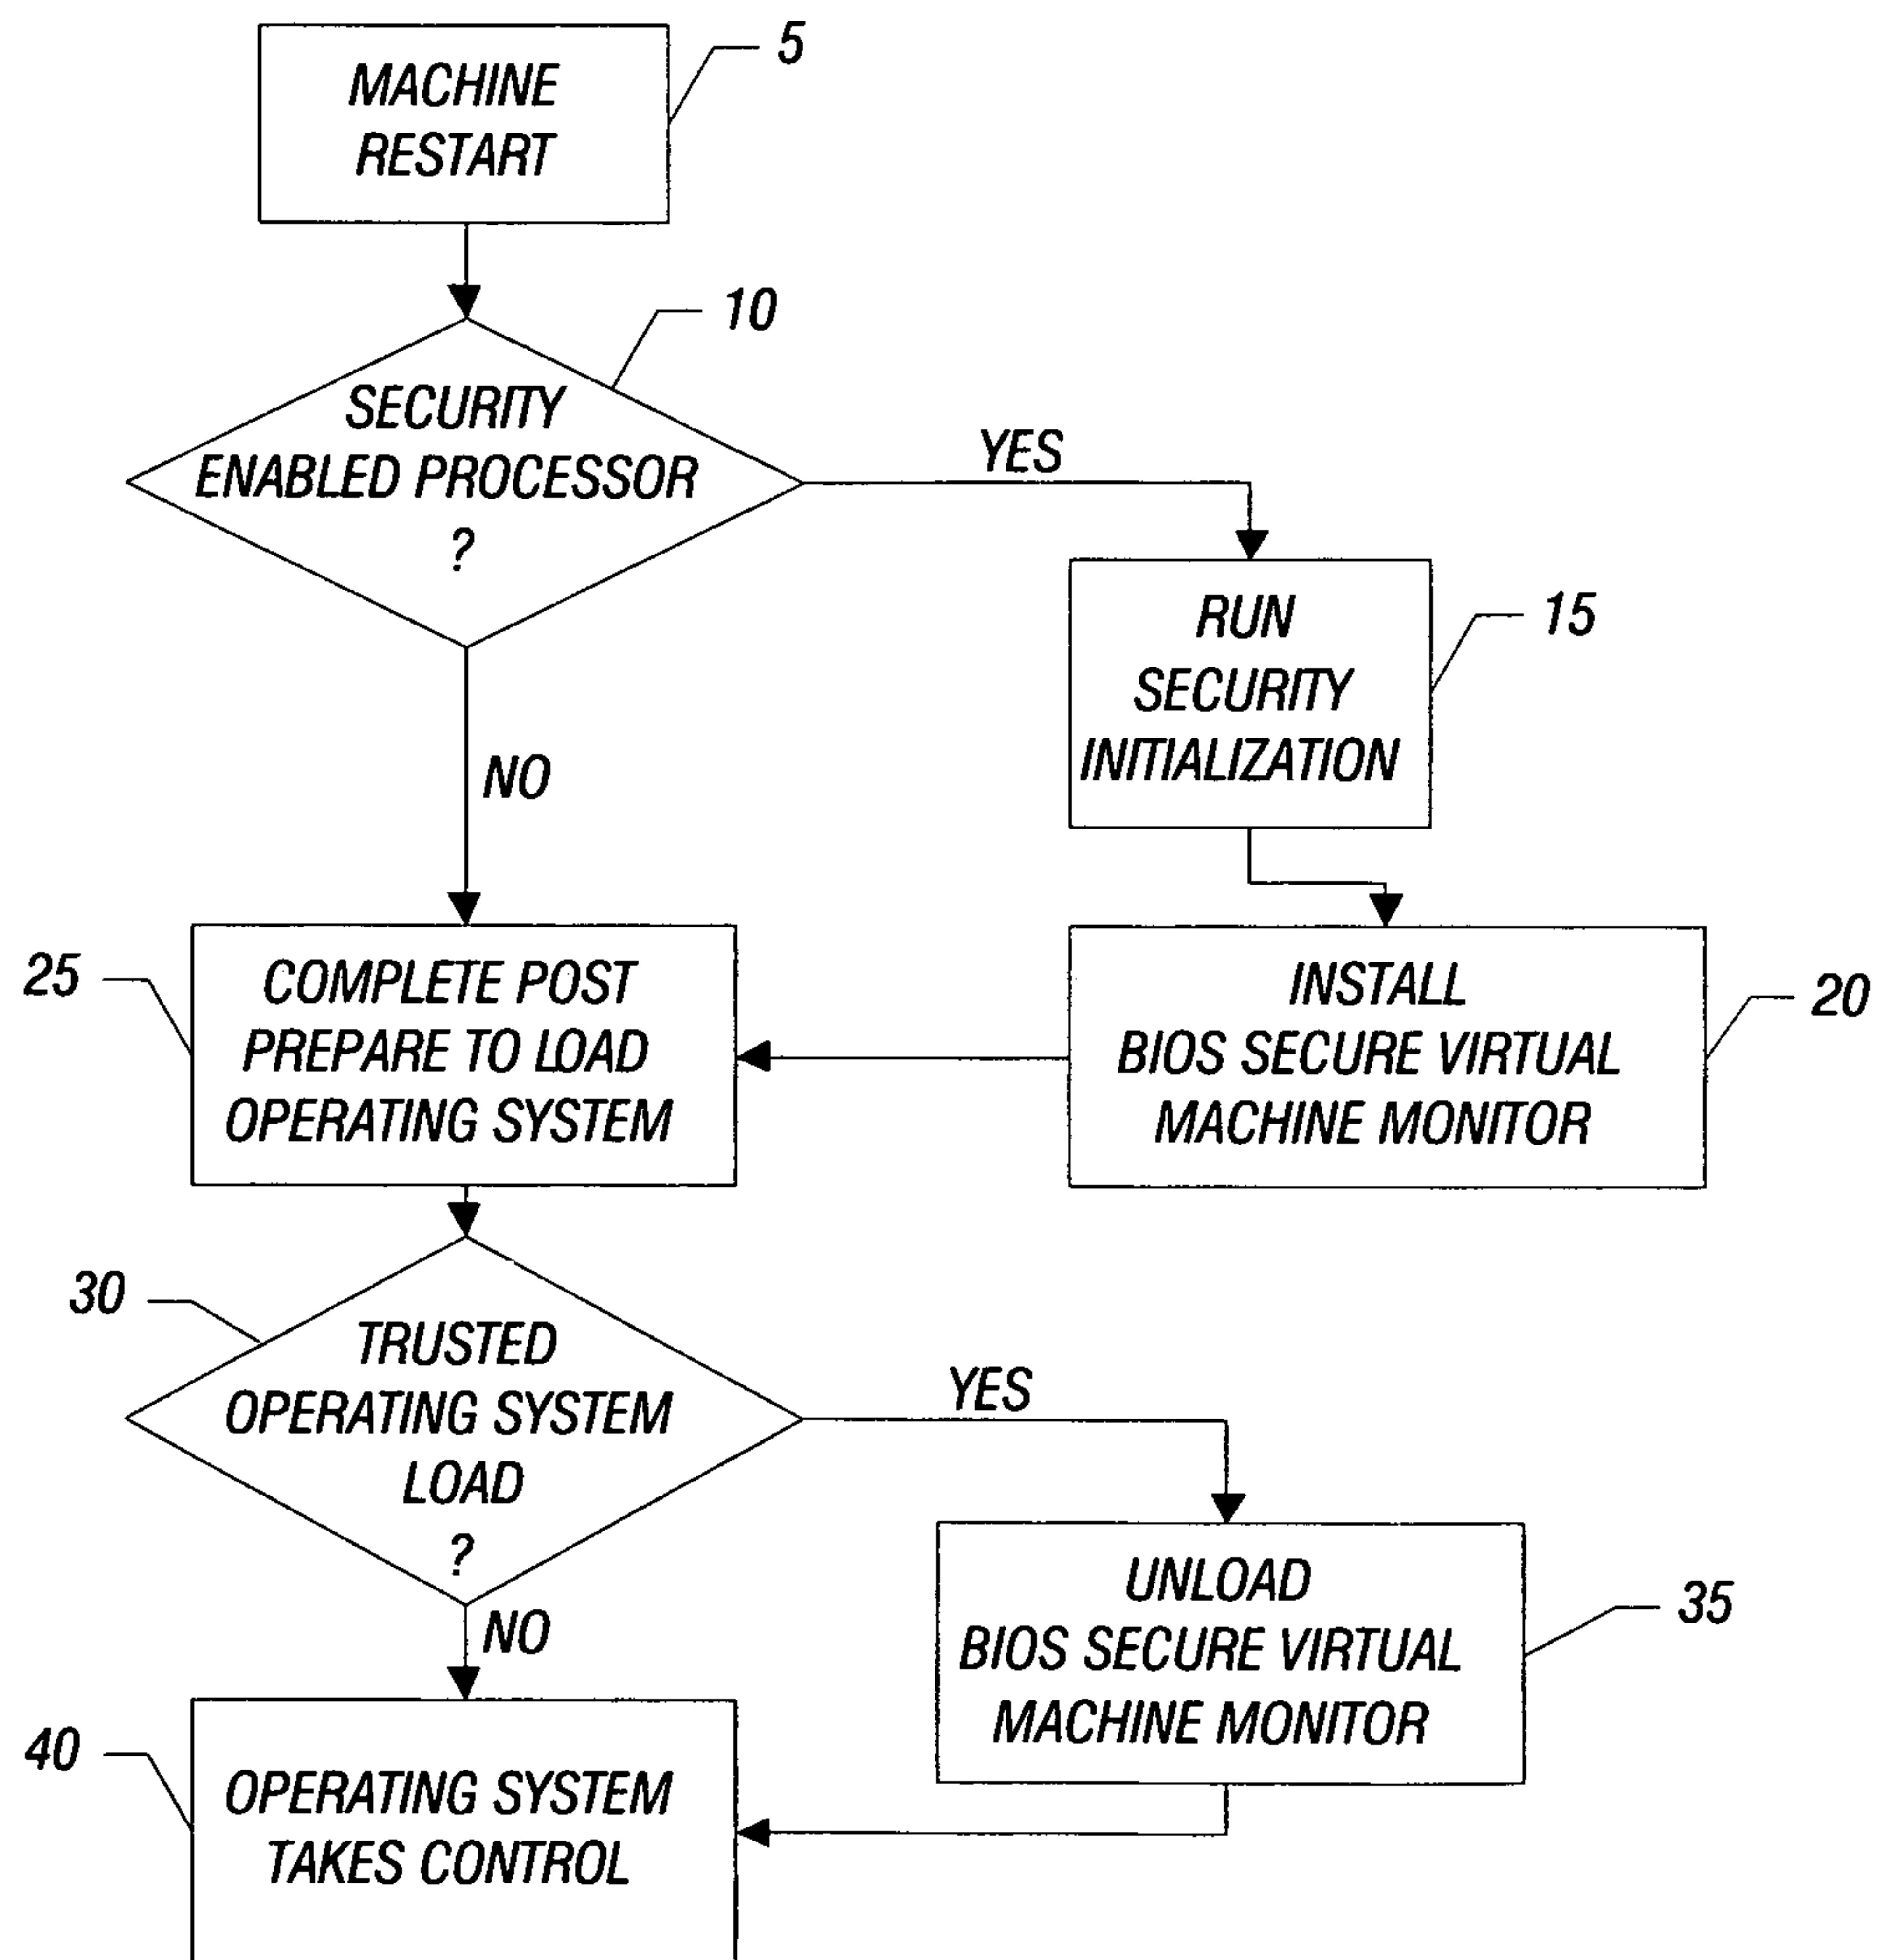 MACHINE
RESTART
5
SECURITY
ENABLED PROCESSOR
?
10
YES
NO
RUN
SECURITY
INITIALIZATION
15
INSTALL
BIOS SECURE VIRTUAL
MACHINE MONITOR
20
25
COMPLETE POST
PREPARE TO LOAD
OPERATING SYSTEM
30
TRUSTED
OPERATING SYSTEM
LOAD
?
YES
NO
UNLOAD
BIOS SECURE VIRTUAL
MACHINE MONITOR
35
40
OPERATING SYSTEM
TAKES CONTROL